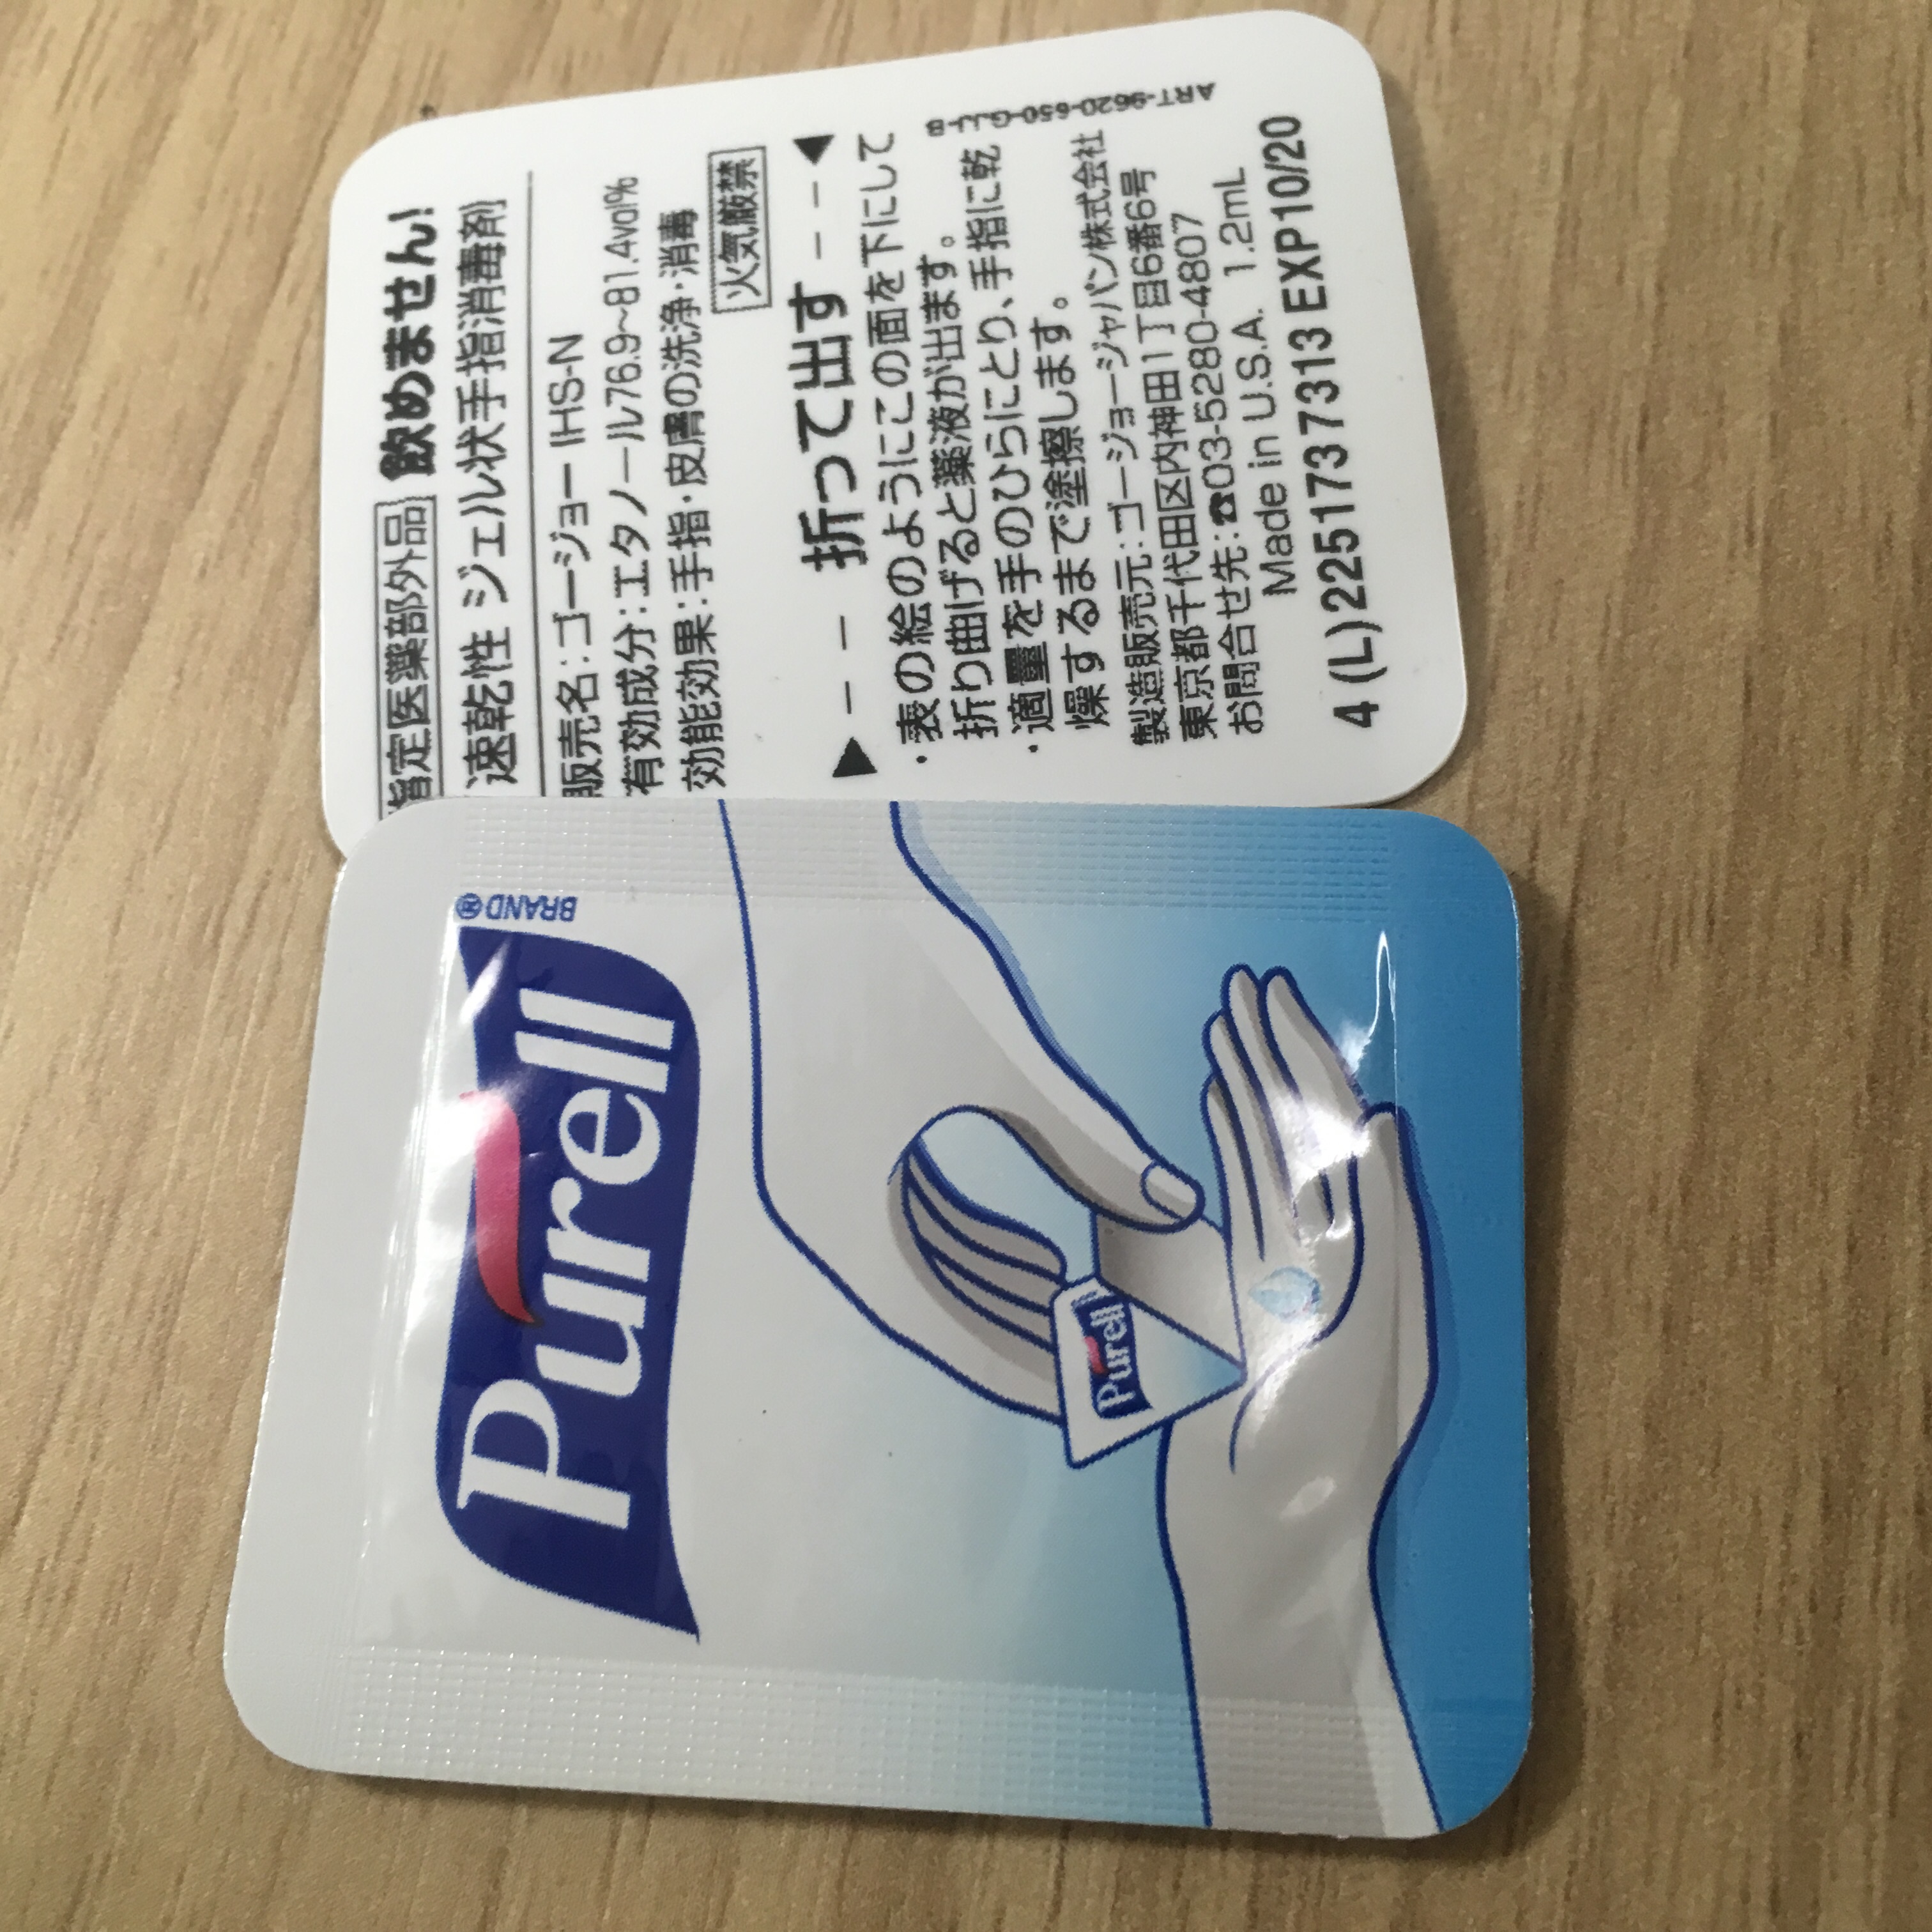 指定医薬部外品 飲めません!
速乾性 ジェル状手指消毒剤
販売名:ゴージョー IHS-N
有効成分:エタノール76.9~81.4vol%
効能効果:手指・皮膚の洗浄・消毒
火気厳禁
折って出す
・表の絵のようにこの面を下にして
折り曲げると薬液が出ます。
・適量を手のひらにとり、手指に乾
燥するまで塗擦します。
製造販売元:ゴージョージャパン株式会社
東京都千代田区内神田1丁目6番6号
お問合せ先:☎03-5280-4807
Made in U.S.A. 1.2mL
4 (L)225173 7313 EXP10/20
ART-9620-650-GJJ-B
Purell
BRAND®
Purell